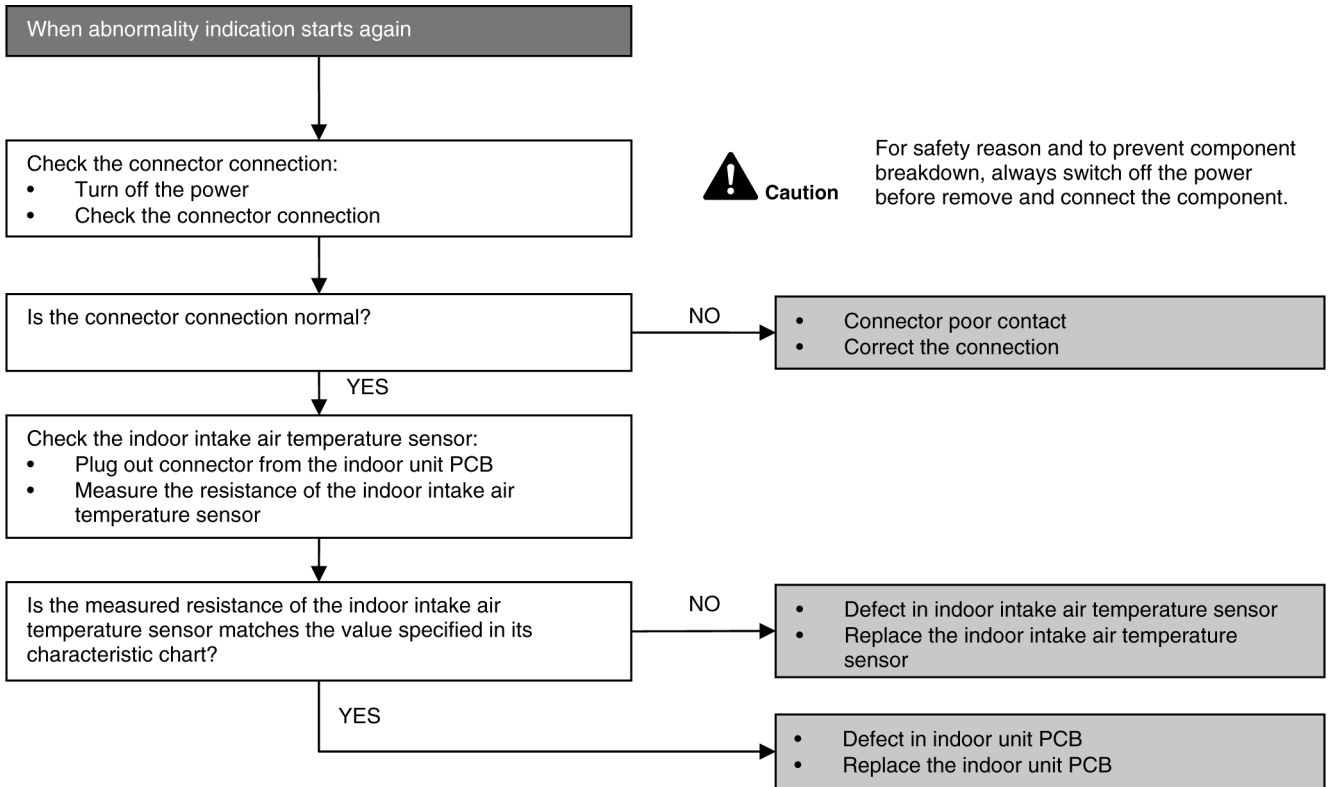 When abnormality indication starts again
Check the connector connection:
• Turn off the power
• Check the connector connection
Caution
For safety reason and to prevent component
breakdown, always switch off the power
before remove and connect the component.
Is the connector connection normal?
NO
• Connector poor contact
• Correct the connection
YES
Check the indoor intake air temperature sensor:
• Plug out connector from the indoor unit PCB
• Measure the resistance of the indoor intake air
temperature sensor
Is the measured resistance of the indoor intake air
temperature sensor matches the value specified in its
characteristic chart?
NO
• Defect in indoor intake air temperature sensor
• Replace the indoor intake air temperature
sensor
YES
• Defect in indoor unit PCB
• Replace the indoor unit PCB